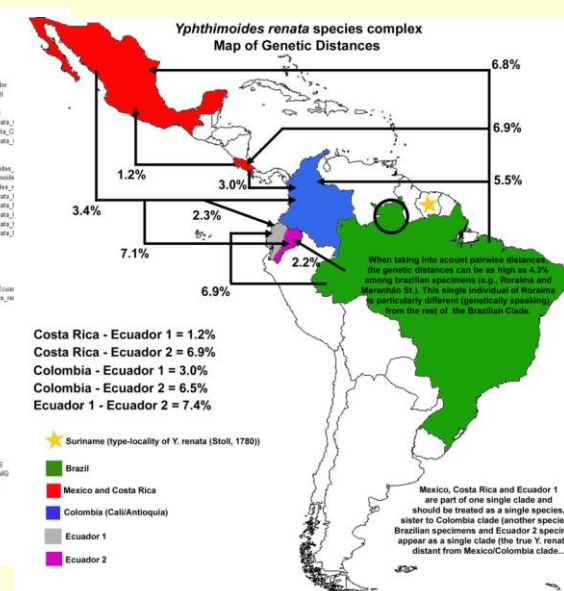 Yphthimoides renata species complex
Map of Genetic Distances
6.8%
6.9%
1.2%
3.0%
5.5%
3.4%
2.3%
7.1%
2.2%
6.9%
When taking into acount pairwise distances,
the genetic distances can be as high as 4.3%
among brazilian specimens (e.g., Roraima and
Maranhão St.). This single individual of Roraima
is particularly different (genetically speaking)
from the rest of the Brazilian Clade.
Costa Rica - Ecuador 1 = 1.2%
Costa Rica - Ecuador 2 = 6.9%
Colombia - Ecuador 1 = 3.0%
Colombia - Ecuador 2 = 6.5%
Ecuador 1 - Ecuador 2 = 7.4%
Suriname (type-locality of Y. renata (Stoll, 1780))
Brazil
Mexico and Costa Rica
Colombia (Cali/Antioquia)
Ecuador 1
Ecuador 2
Mexico, Costa Rica and Ecuador 1
are part of one single clade and
should be treated as a single species,
sister to Colombia clade (another specie
Brazilian specimens and Ecuador 2 speci
appear as a single clade (the true Y. renat
distant from Mexico/Colombia clade...